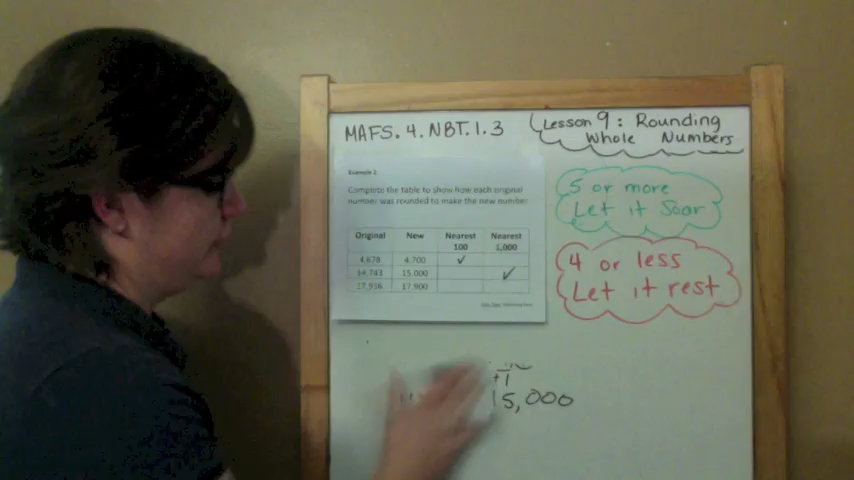 MAFS.4.NBT.1.3
Lesson 9: Rounding
Whole Numbers
Example 2
Complete the table to show how each original
number was rounded to make the new number.
Original New Nearest 100 Nearest 1,000
4,678 4,700 ✓
14,743 15,000 ✓
17,936 17,900
5 or more
Let it Soar
4 or less
Let it rest
+1
15,000